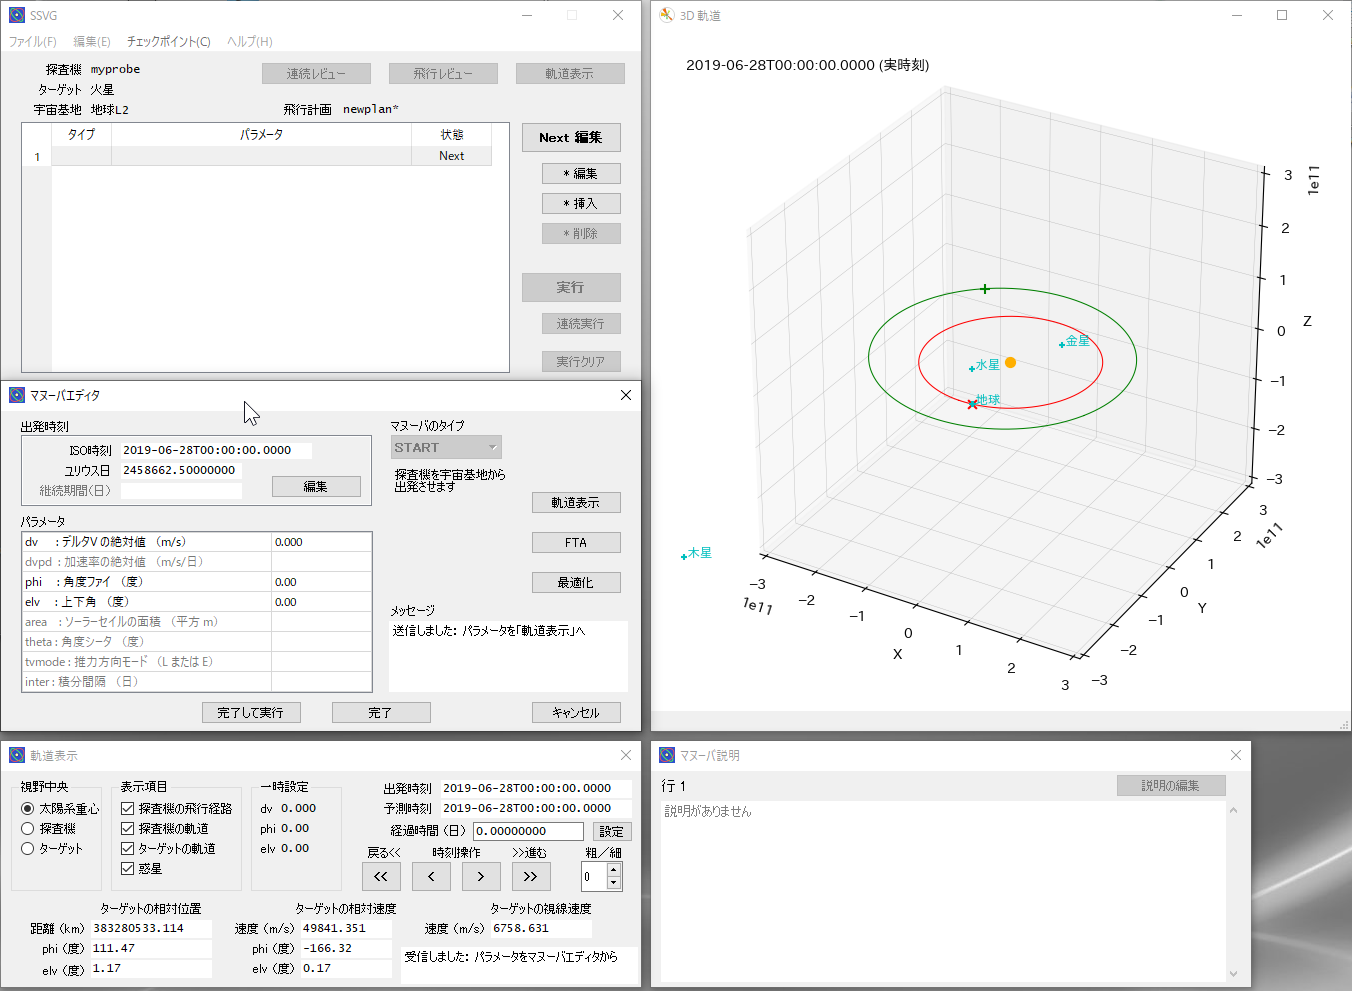 SSVG
ファイル(F) 編集(E) チェックポイント(C) ヘルプ(H)
探査機 myprobe
ターゲット 火星
宇宙基地 地球L2
連続レビュー 飛行レビュー 軌道表示
飛行計画 newplan*
タイプ パラメータ 状態
1 Next
Next 編集
* 編集
* 挿入
* 削除
実行
連続実行
実行クリア
マヌーバエディタ
出発時刻
ISO時刻 2019-06-28T00:00:00.0000
ユリウス日 2458662.50000000
継続期間(日)
編集
マヌーバのタイプ
START
探査機を宇宙基地から
出発させます
軌道表示
FTA
最適化
パラメータ
dv : デルタV の絶対値 (m/s) 0.000
dvpd : 加速率の絶対値 (m/s/日)
phi : 角度ファイ (度) 0.00
elv : 上下角 (度) 0.00
area : ソーラーセイルの面積 (平方 m)
theta : 角度シータ (度)
tvmode : 推力方向モード (L または E)
inter : 積分間隔 (日)
メッセージ
送信しました: パラメータを「軌道表示」へ
完了して実行 完了 キャンセル
軌道表示
視野中央
太陽系重心
探査機
ターゲット
表示項目
探査機の飛行経路
探査機の軌道
ターゲットの軌道
惑星
一時設定
dv 0.000
phi 0.00
elv 0.00
出発時刻 2019-06-28T00:00:00.0000
予測時刻 2019-06-28T00:00:00.0000
経過時間 (日) 0.00000000 設定
戻る<< 時刻操作 >>進む 粗/細
<< < > >> 0
ターゲットの相対位置
距離 (km) 383280533.114
phi (度) 111.47
elv (度) 1.17
ターゲットの相対速度
速度 (m/s) 49841.351
phi (度) -166.32
elv (度) 0.17
ターゲットの視線速度
速度 (m/s) 6758.631
受信しました: パラメータをマヌーバエディタから
3D 軌道
2019-06-28T00:00:00.0000 (実時刻)
金星
水星
地球
木星
3
2
1
0
−1
−2
−3
1e11
Z
−3
−2
−1
0
1
2
3
1e11
X
3
2
1
0
−1
−2
−3
1e11
Y
マヌーバ説明
行 1
説明の編集
説明がありません